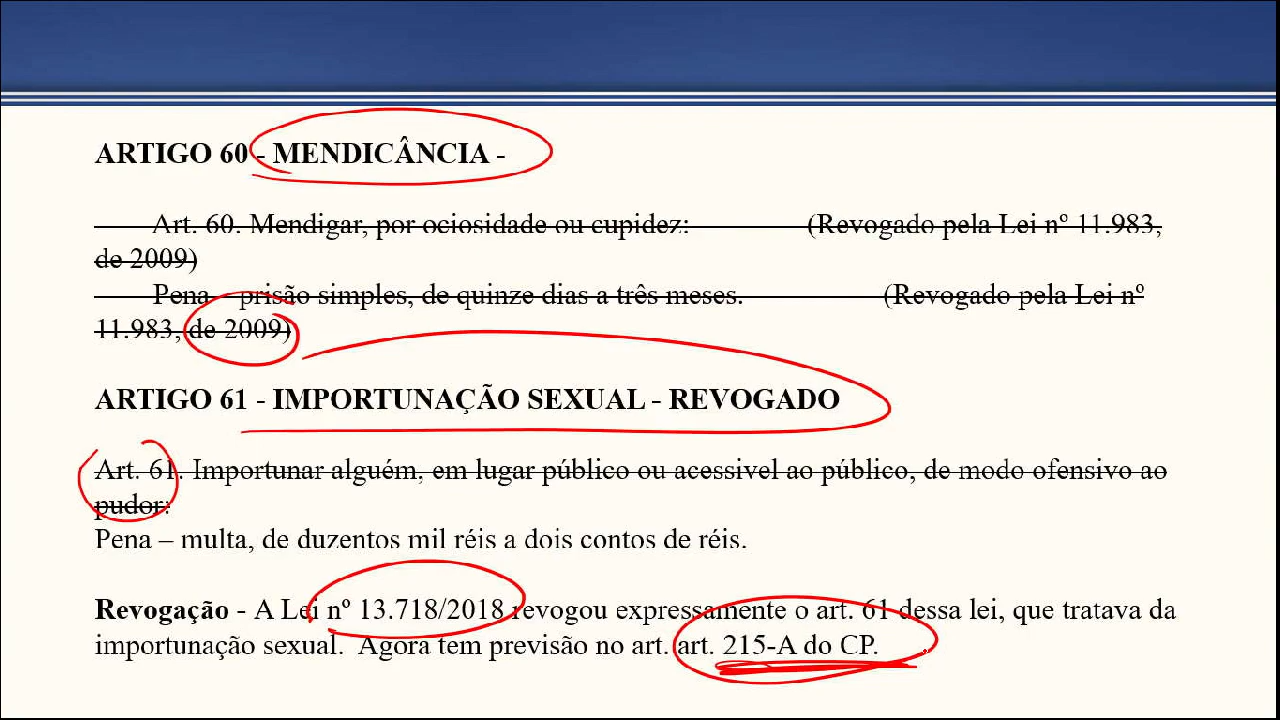 ARTIGO 60 - MENDICÂNCIA -
Art. 60. Mendigar, por ociosidade ou cupidez: (Revogado pela Lei nº 11.983,
de 2009)
Pena – prisão simples, de quinze dias a três meses. (Revogado pela Lei nº
11.983, de 2009)
ARTIGO 61 - IMPORTUNAÇÃO SEXUAL - REVOGADO
Art. 61. Importunar alguém, em lugar público ou acessivel ao público, de modo ofensivo ao
pudor:
Pena – multa, de duzentos mil réis a dois contos de réis.
Revogação - A Lei nº 13.718/2018 revogou expressamente o art. 61 dessa lei, que tratava da
importunação sexual. Agora tem previsão no art. art. 215-A do CP.